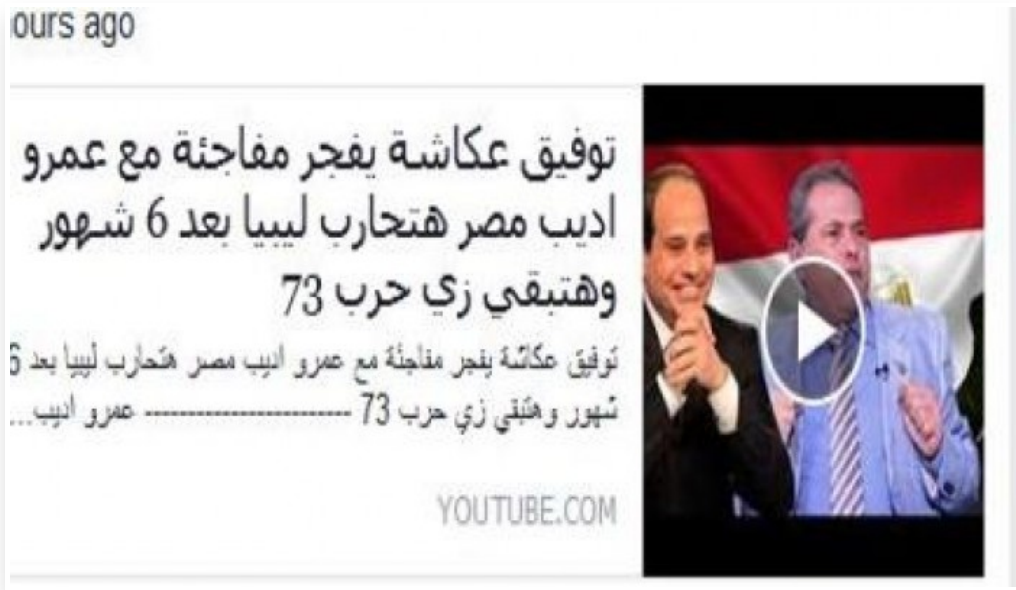 ours ago
توفيق عكاشة يفجر مفاجئة مع عمرو
اديب مصر هتحارب ليبيا بعد 6 شهور
وهتبقي زي حرب 73
توفيق عكاشة يفجر مفاجئة مع عمرو اديب مصر هتحارب ليبيا بعد 6
شهور وهتبقي زي حرب 73 ---------------------- عمرو اديب...
YOUTUBE.COM